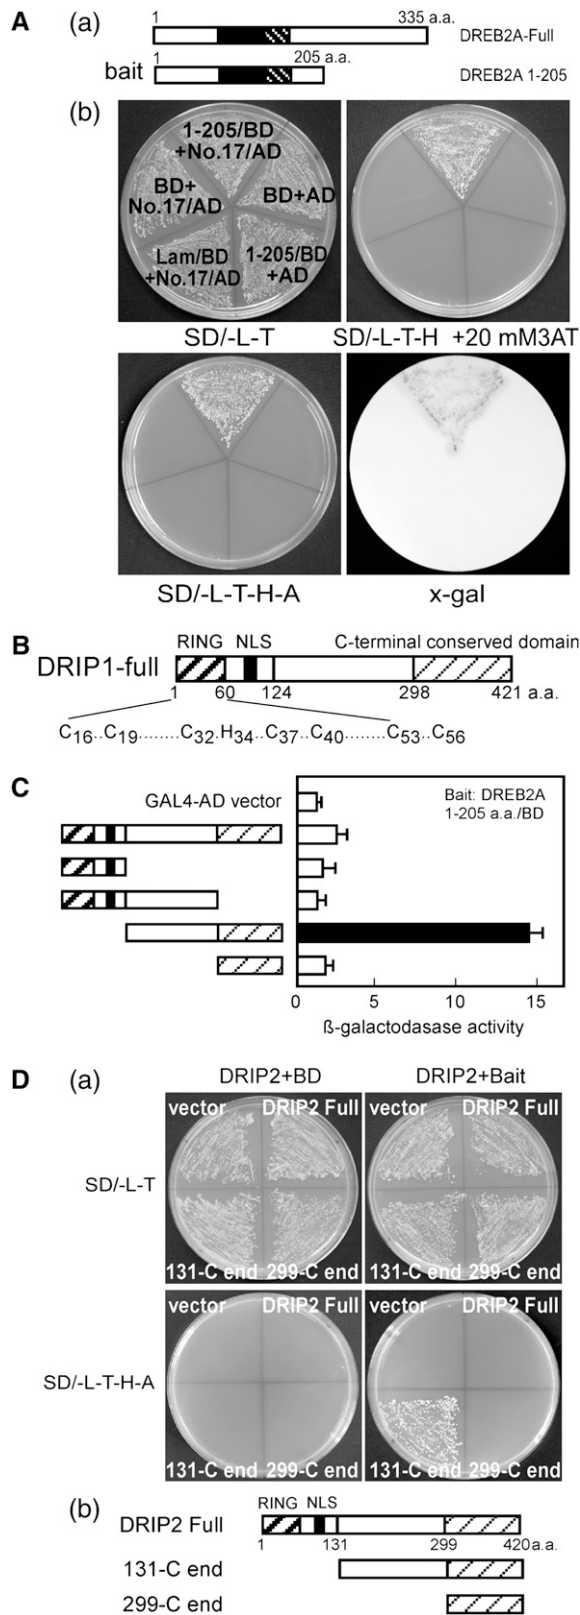 A (a)
1 335 a.a.
DREB2A-Full
bait
1 205 a.a.
DREB2A 1-205
(b)
1-205/BD
+No.17/AD
BD+
No.17/AD
BD+AD
Lam/BD
+No.17/AD
1-205/BD
+AD
SD/-L-T
SD/-L-T-H +20 mM3AT
SD/-L-T-H-A
x-gal
B
RING NLS C-terminal conserved domain
DRIP1-full
1 60 124 298 421 a.a.
C16..C19........C32.H34..C37..C40........C53..C56
C
GAL4-AD vector
Bait: DREB2A
1-205 a.a./BD
0 5 10 15
ß-galactodasase activity
D (a)
DRIP2+BD DRIP2+Bait
vector DRIP2 Full
vector DRIP2 Full
SD/-L-T
131-C end 299-C end
131-C end 299-C end
vector DRIP2 Full
vector DRIP2 Full
SD/-L-T-H-A
131-C end 299-C end
131-C end 299-C end
(b)
RING NLS
DRIP2 Full
1 131 299 420 a.a.
131-C end
299-C end